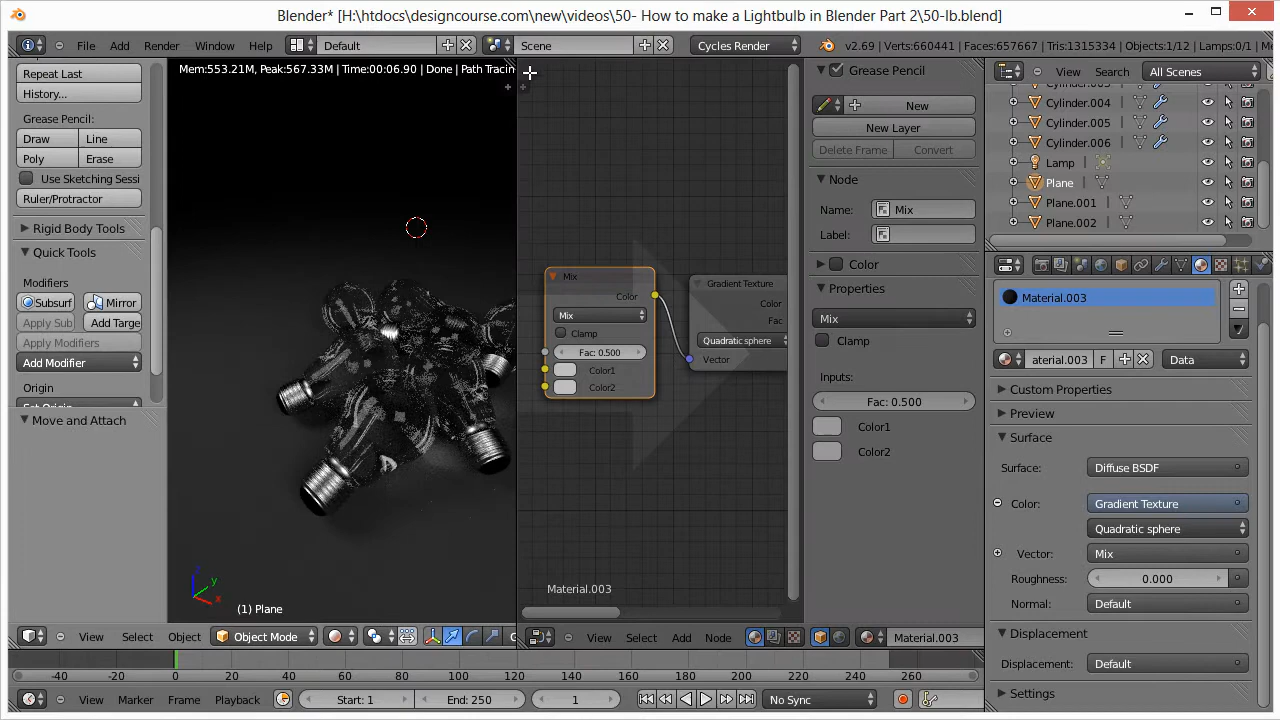 Blender* [H:\htdocs\designcourse.com\new\videos\50- How to make a Lightbulb in Blender Part 2\50-lb.blend]
File Add Render Window Help Default Scene Cycles Render v2.69 | Verts:660441 | Faces:657667 | Tris:1315334 | Objects:1/12 | Lamps:0/1
Repeat Last
History...
Grease Pencil:
Draw Line
Poly Erase
Use Sketching Sessi
Ruler/Protractor
Rigid Body Tools
Quick Tools
Modifiers
Subsurf Mirror
Apply Sub Add Targe
Apply Modifiers
Add Modifier
Origin
Move and Attach
Mem:553.21M, Peak:567.33M | Time:00:06.90 | Done | Path Tracin
z
y
x
(1) Plane
View Select Object Object Mode
Mix
Color
Mix
Clamp
Fac: 0.500
Color1
Color2
Gradient Texture
Color
Fac
Quadratic sphere
Vector
Material.003
View Select Add Node Material.003
Grease Pencil
New
New Layer
Delete Frame Convert
Node
Name: Mix
Label:
Color
Properties
Mix
Clamp
Inputs:
Fac: 0.500
Color1
Color2
View Search All Scenes
Cylinder.004
Cylinder.005
Cylinder.006
Lamp
Plane
Plane.001
Plane.002
Material.003
aterial.003 F Data
Custom Properties
Preview
Surface
Surface: Diffuse BSDF
Color: Gradient Texture
Quadratic sphere
Vector: Mix
Roughness: 0.000
Normal: Default
Displacement
Displacement: Default
Settings
-40 -20 0 20 40 60 80 100 120 140 160 180 200 220 240 260
View Marker Frame Playback Start: 1 End: 250 1 No Sync